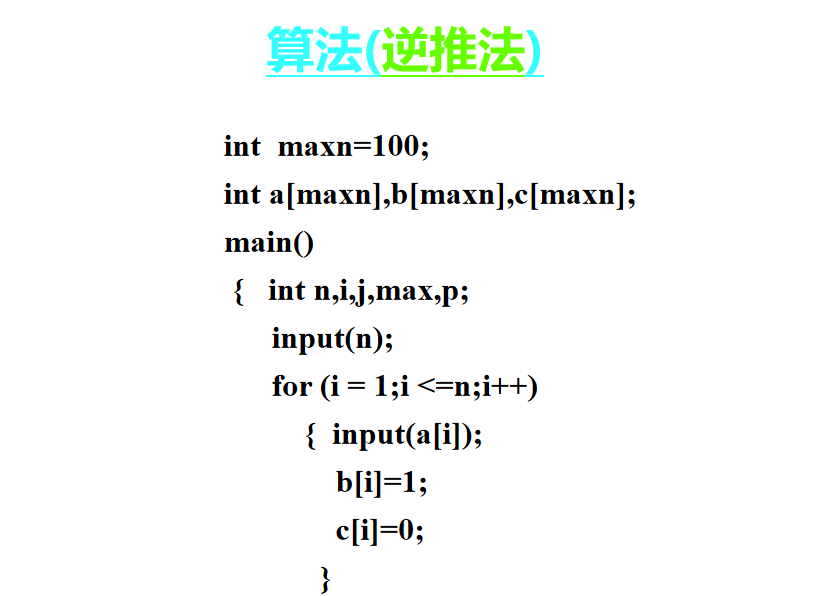 算法(逆推法)
int maxn=100;
int a[maxn],b[maxn],c[maxn];
main()
{ int n,i,j,max,p;
input(n);
for (i = 1;i <=n;i++)
{ input(a[i]);
b[i]=1;
c[i]=0;
}